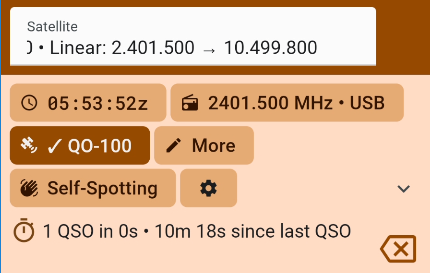 Satellite
• Linear: 2.401.500 → 10.499.800
05:53:52z
2401.500 MHz • USB
✓ QO-100
More
Self-Spotting
1 QSO in 0s • 10m 18s since last QSO